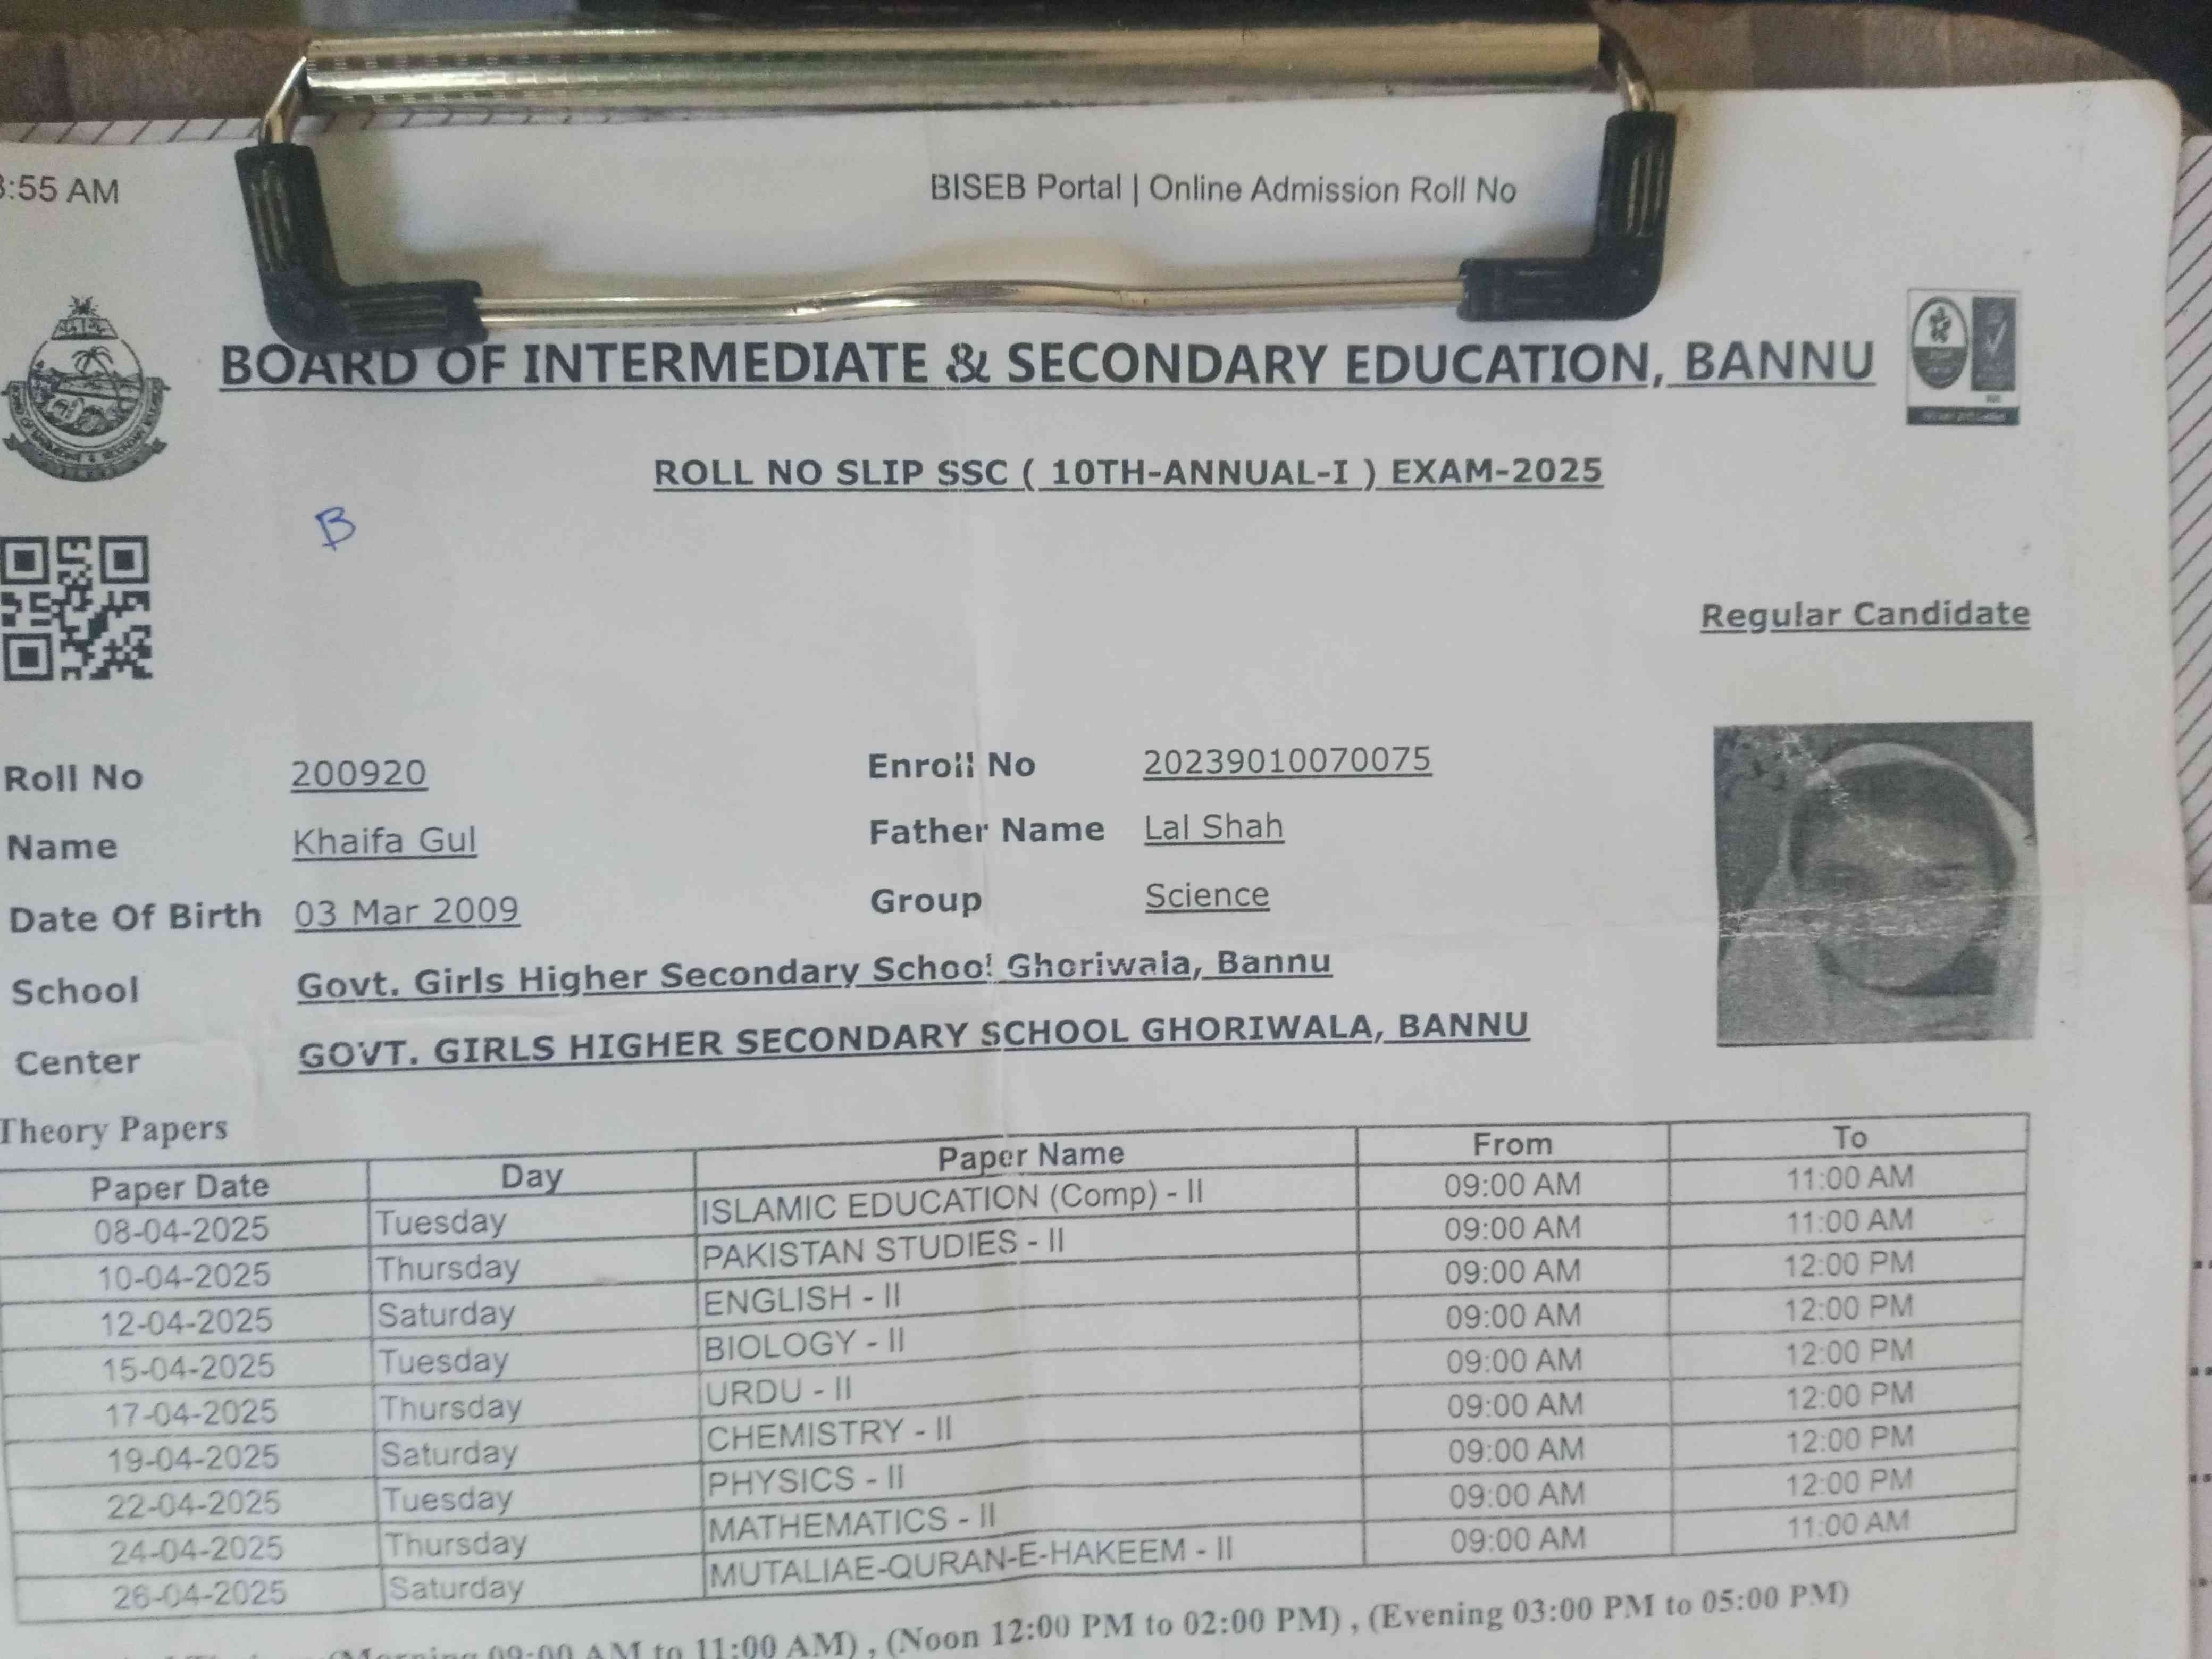 :55 AM
BISEB Portal | Online Admission Roll No
BOARD OF INTERMEDIATE & SECONDARY EDUCATION, BANNU
ROLL NO SLIP SSC ( 10TH-ANNUAL-I ) EXAM-2025
B
Regular Candidate
Roll No 200920 Enroll No 20239010070075
Name Khaifa Gul Father Name Lal Shah
Date Of Birth 03 Mar 2009 Group Science
School Govt. Girls Higher Secondary School Ghoriwala, Bannu
Center GOVT. GIRLS HIGHER SECONDARY SCHOOL GHORIWALA, BANNU
Theory Papers
Paper Date Day Paper Name From To
08-04-2025 Tuesday ISLAMIC EDUCATION (Comp) - II 09:00 AM 11:00 AM
10-04-2025 Thursday PAKISTAN STUDIES - II 09:00 AM 11:00 AM
12-04-2025 Saturday ENGLISH - II 09:00 AM 12:00 PM
15-04-2025 Tuesday BIOLOGY - II 09:00 AM 12:00 PM
17-04-2025 Thursday URDU - II 09:00 AM 12:00 PM
19-04-2025 Saturday CHEMISTRY - II 09:00 AM 12:00 PM
22-04-2025 Tuesday PHYSICS - II 09:00 AM 12:00 PM
24-04-2025 Thursday MATHEMATICS - II 09:00 AM 12:00 PM
26-04-2025 Saturday MUTALIAE-QURAN-E-HAKEEM - II 09:00 AM 11:00 AM
09:00 AM to 11:00 AM) , (Noon 12:00 PM to 02:00 PM) , (Evening 03:00 PM to 05:00 PM)